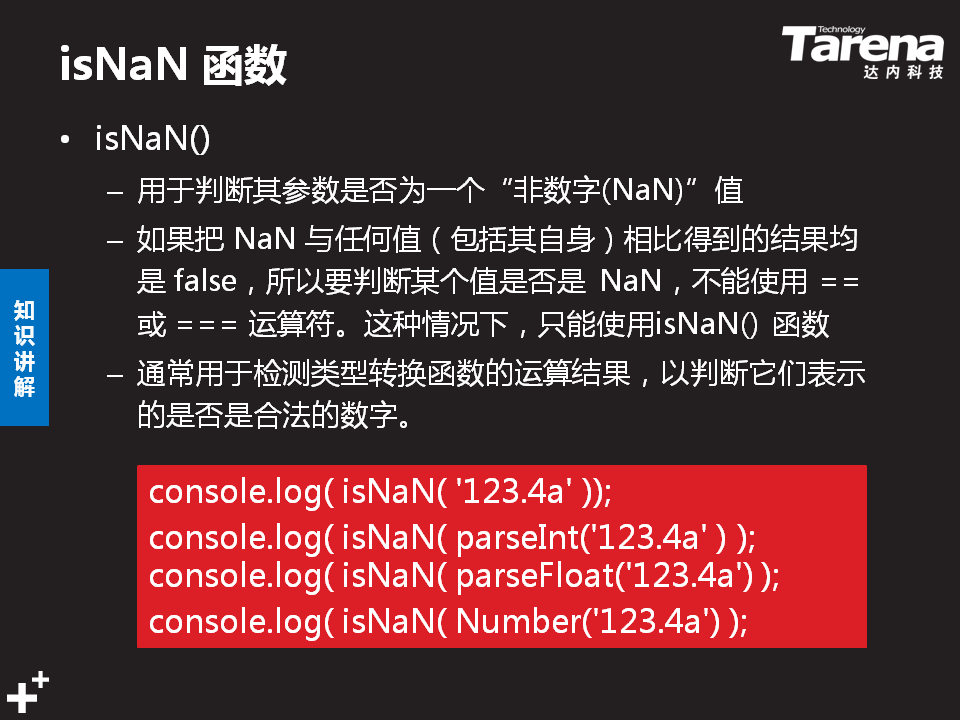 isNaN 函数
Technology
Tarena
达内科技
• isNaN()
– 用于判断其参数是否为一个“非数字(NaN)”值
– 如果把 NaN 与任何值（包括其自身）相比得到的结果均
是 false，所以要判断某个值是否是 NaN，不能使用 ==
或 === 运算符。这种情况下，只能使用isNaN() 函数
– 通常用于检测类型转换函数的运算结果，以判断它们表示
的是否是合法的数字。
知
识
讲
解
console.log( isNaN( '123.4a' ));
console.log( isNaN( parseInt('123.4a' ) );
console.log( isNaN( parseFloat('123.4a') );
console.log( isNaN( Number('123.4a') );